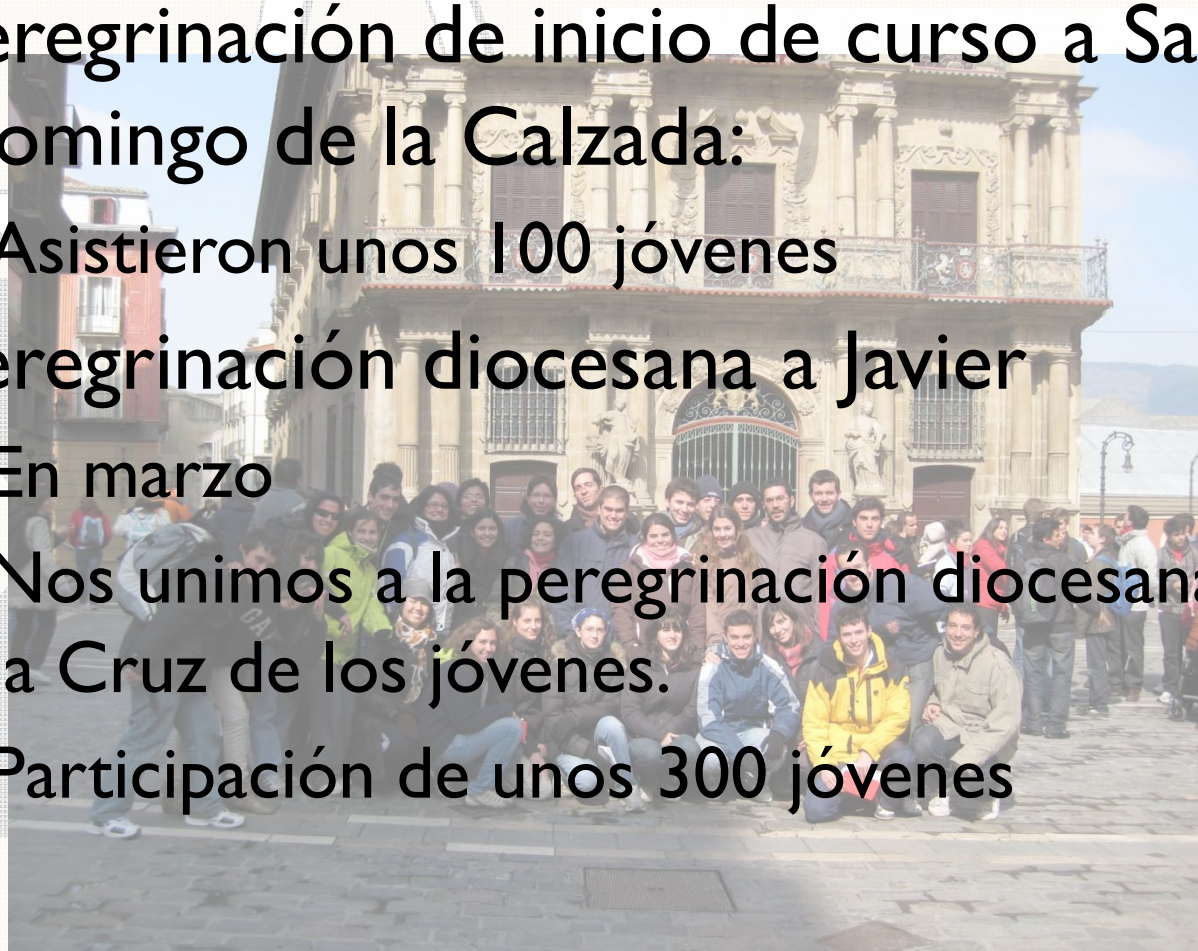 eregrinación de inicio de curso a Sa
omingo de la Calzada:
Asistieron unos 100 jóvenes
eregrinación diocesana a Javier
En marzo
Nos unimos a la peregrinación diocesana
a Cruz de los jóvenes.
Participación de unos 300 jóvenes